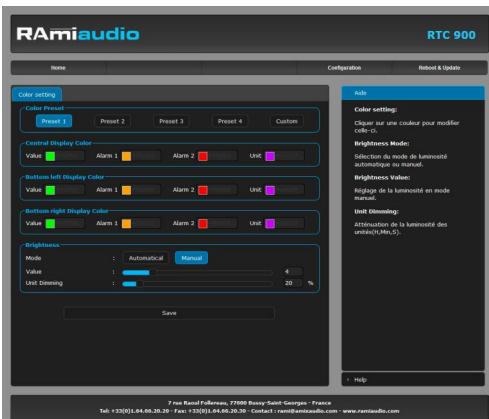 RAmiaudio
RTC 900
Home
Configuration
Reboot & Update
Color setting
Color Preset
Preset 1
Preset 2
Preset 3
Preset 4
Custom
Central Display Color
Value
Alarm 1
Alarm 2
Unit
Bottom left Display Color
Value
Alarm 1
Alarm 2
Unit
Bottom right Display Color
Value
Alarm 1
Alarm 2
Unit
Brightness
Mode : Automatical Manual
Value : 4
Unit Dimming : 20 %
Save
Aide
Color setting:
Cliquer sur une couleur pour modifier
celle-ci.
Brightness Mode:
Sélection du mode de luminosité
automatique ou manuel.
Brightness Value:
Réglage de la luminosité en mode
manuel.
Unit Dimming:
Atténuation de la luminosité des
unités(H,Min,S).
Help
7 rue Raoul Follereau, 77600 Bussy-Saint-Georges - France
Tel: +33(0)1.64.66.20.20 - Fax: +33(0)1.64.66.20.30 - Contact : rami@amixaudio.com - www.ramiaudio.com